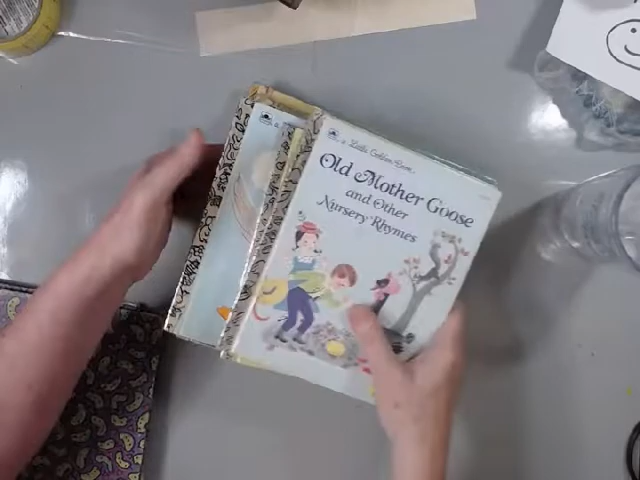 a Little Golden Book
Old Mother Goose
and Other
Nursery Rhymes